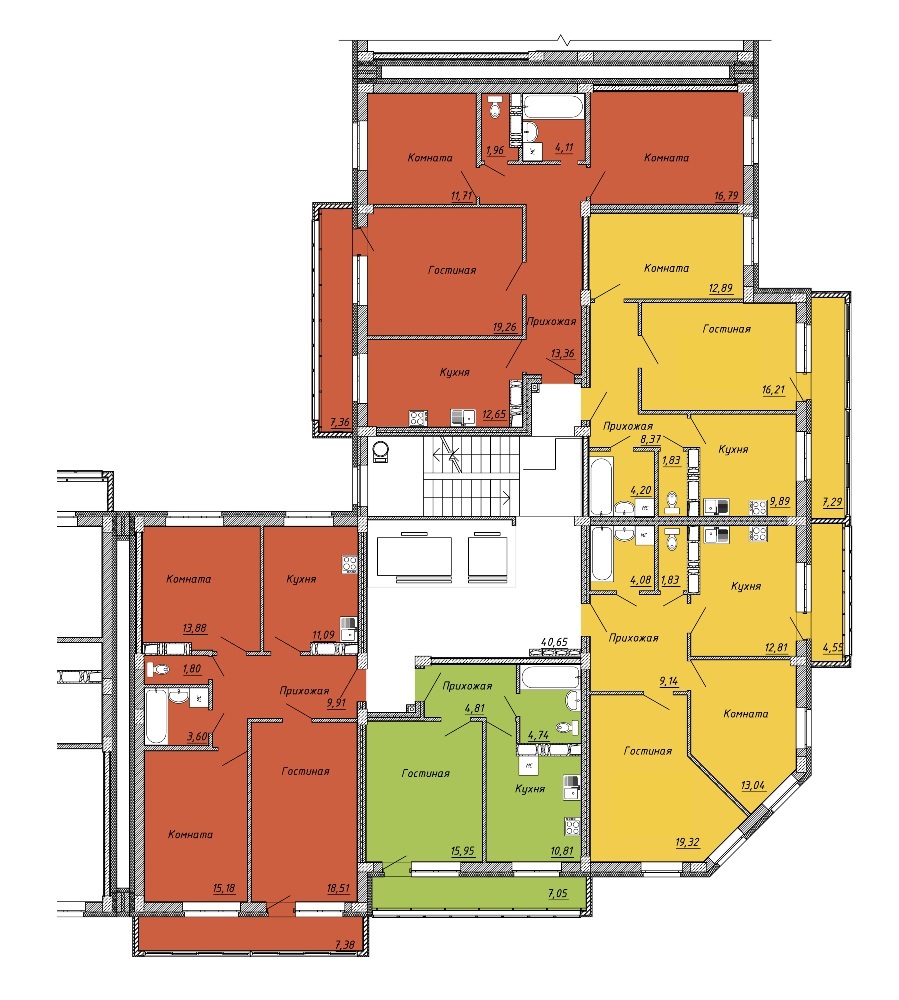 Комната
11,71
1,96
4,11
Комната
16,79
Гостиная
19,26
Прихожая
13,36
Кухня
12,65
7,36
Комната
12,89
Гостиная
16,21
Прихожая
8,37
Кухня
9,89
7,29
4,20
1,83
4,08
1,83
Кухня
12,81
4,55
Прихожая
9,14
Комната
13,04
Гостиная
19,32
40,65
Комната
13,88
Кухня
11,09
1,80
Прихожая
9,91
3,60
Гостиная
18,51
Комната
15,18
7,38
Прихожая
4,81
4,74
Гостиная
15,95
Кухня
10,81
7,05